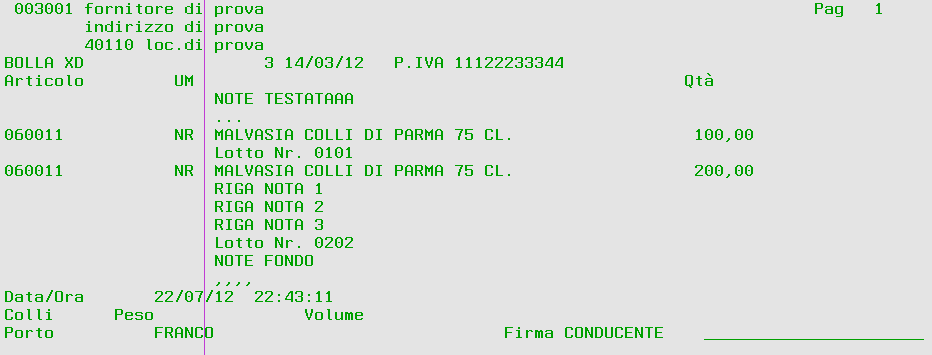 003001 fornitore di prova Pag 1
indirizzo di prova
40110 loc.di prova
BOLLA XD 3 14/03/12 P.IVA 11122233344
Articolo UM Qtà
NOTE TESTATAAA
...
060011 NR MALVASIA COLLI DI PARMA 75 CL. 100,00
Lotto Nr. 0101
060011 NR MALVASIA COLLI DI PARMA 75 CL. 200,00
RIGA NOTA 1
RIGA NOTA 2
RIGA NOTA 3
Lotto Nr. 0202
NOTE FONDO
,,,,
Data/Ora 22/07/12 22:43:11
Colli Peso Volume
Porto FRANCO Firma CONDUCENTE